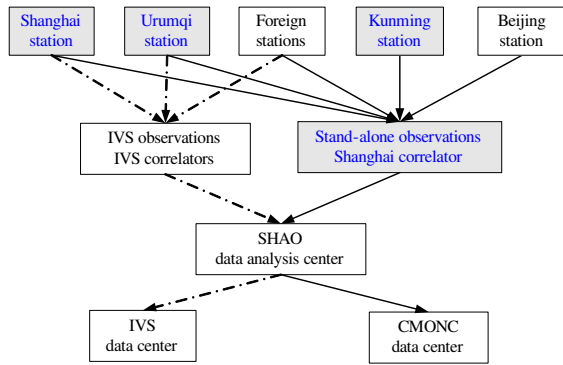 Shanghai
station
Urumqi
station
Foreign
stations
Kunming
station
Beijing
station
IVS observations
IVS correlators
Stand-alone observations
Shanghai correlator
SHAO
data analysis center
IVS
data center
CMONC
data center